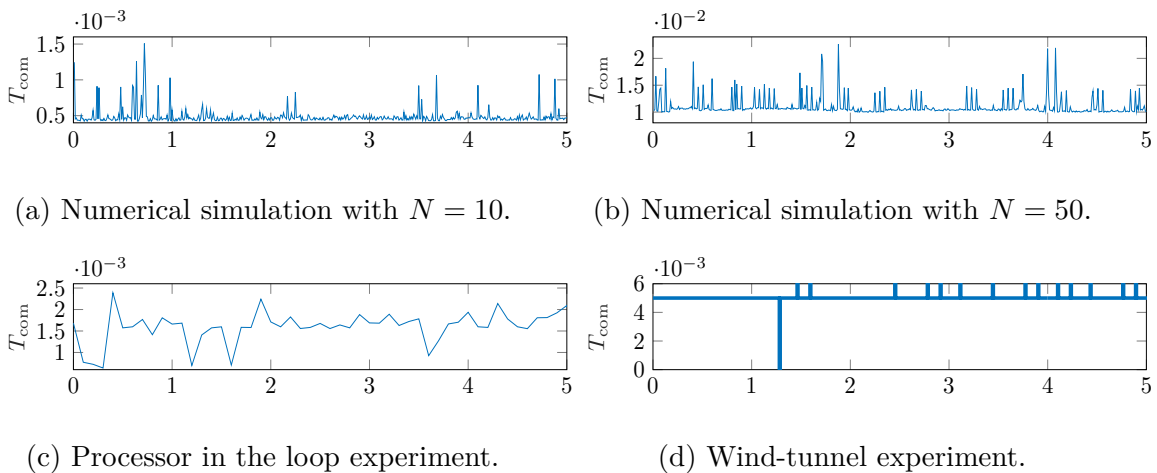 ·10⁻³
T_com
1.5
1
0.5
0 1 2 3 4 5
(a) Numerical simulation with N = 10.
·10⁻²
T_com
2
1.5
1
0 1 2 3 4 5
(b) Numerical simulation with N = 50.
·10⁻³
T_com
2.5
2
1.5
1
0 1 2 3 4 5
(c) Processor in the loop experiment.
·10⁻³
T_com
6
4
2
0
0 1 2 3 4 5
(d) Wind-tunnel experiment.